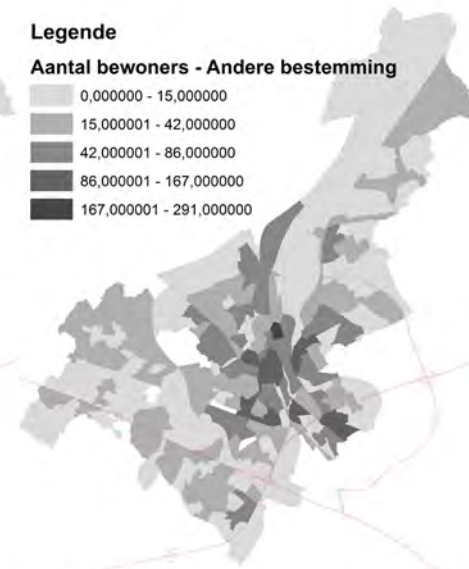 Legende
Aantal bewoners - Andere bestemming
0,000000 - 15,000000
15,000001 - 42,000000
42,000001 - 86,000000
86,000001 - 167,000000
167,000001 - 291,000000